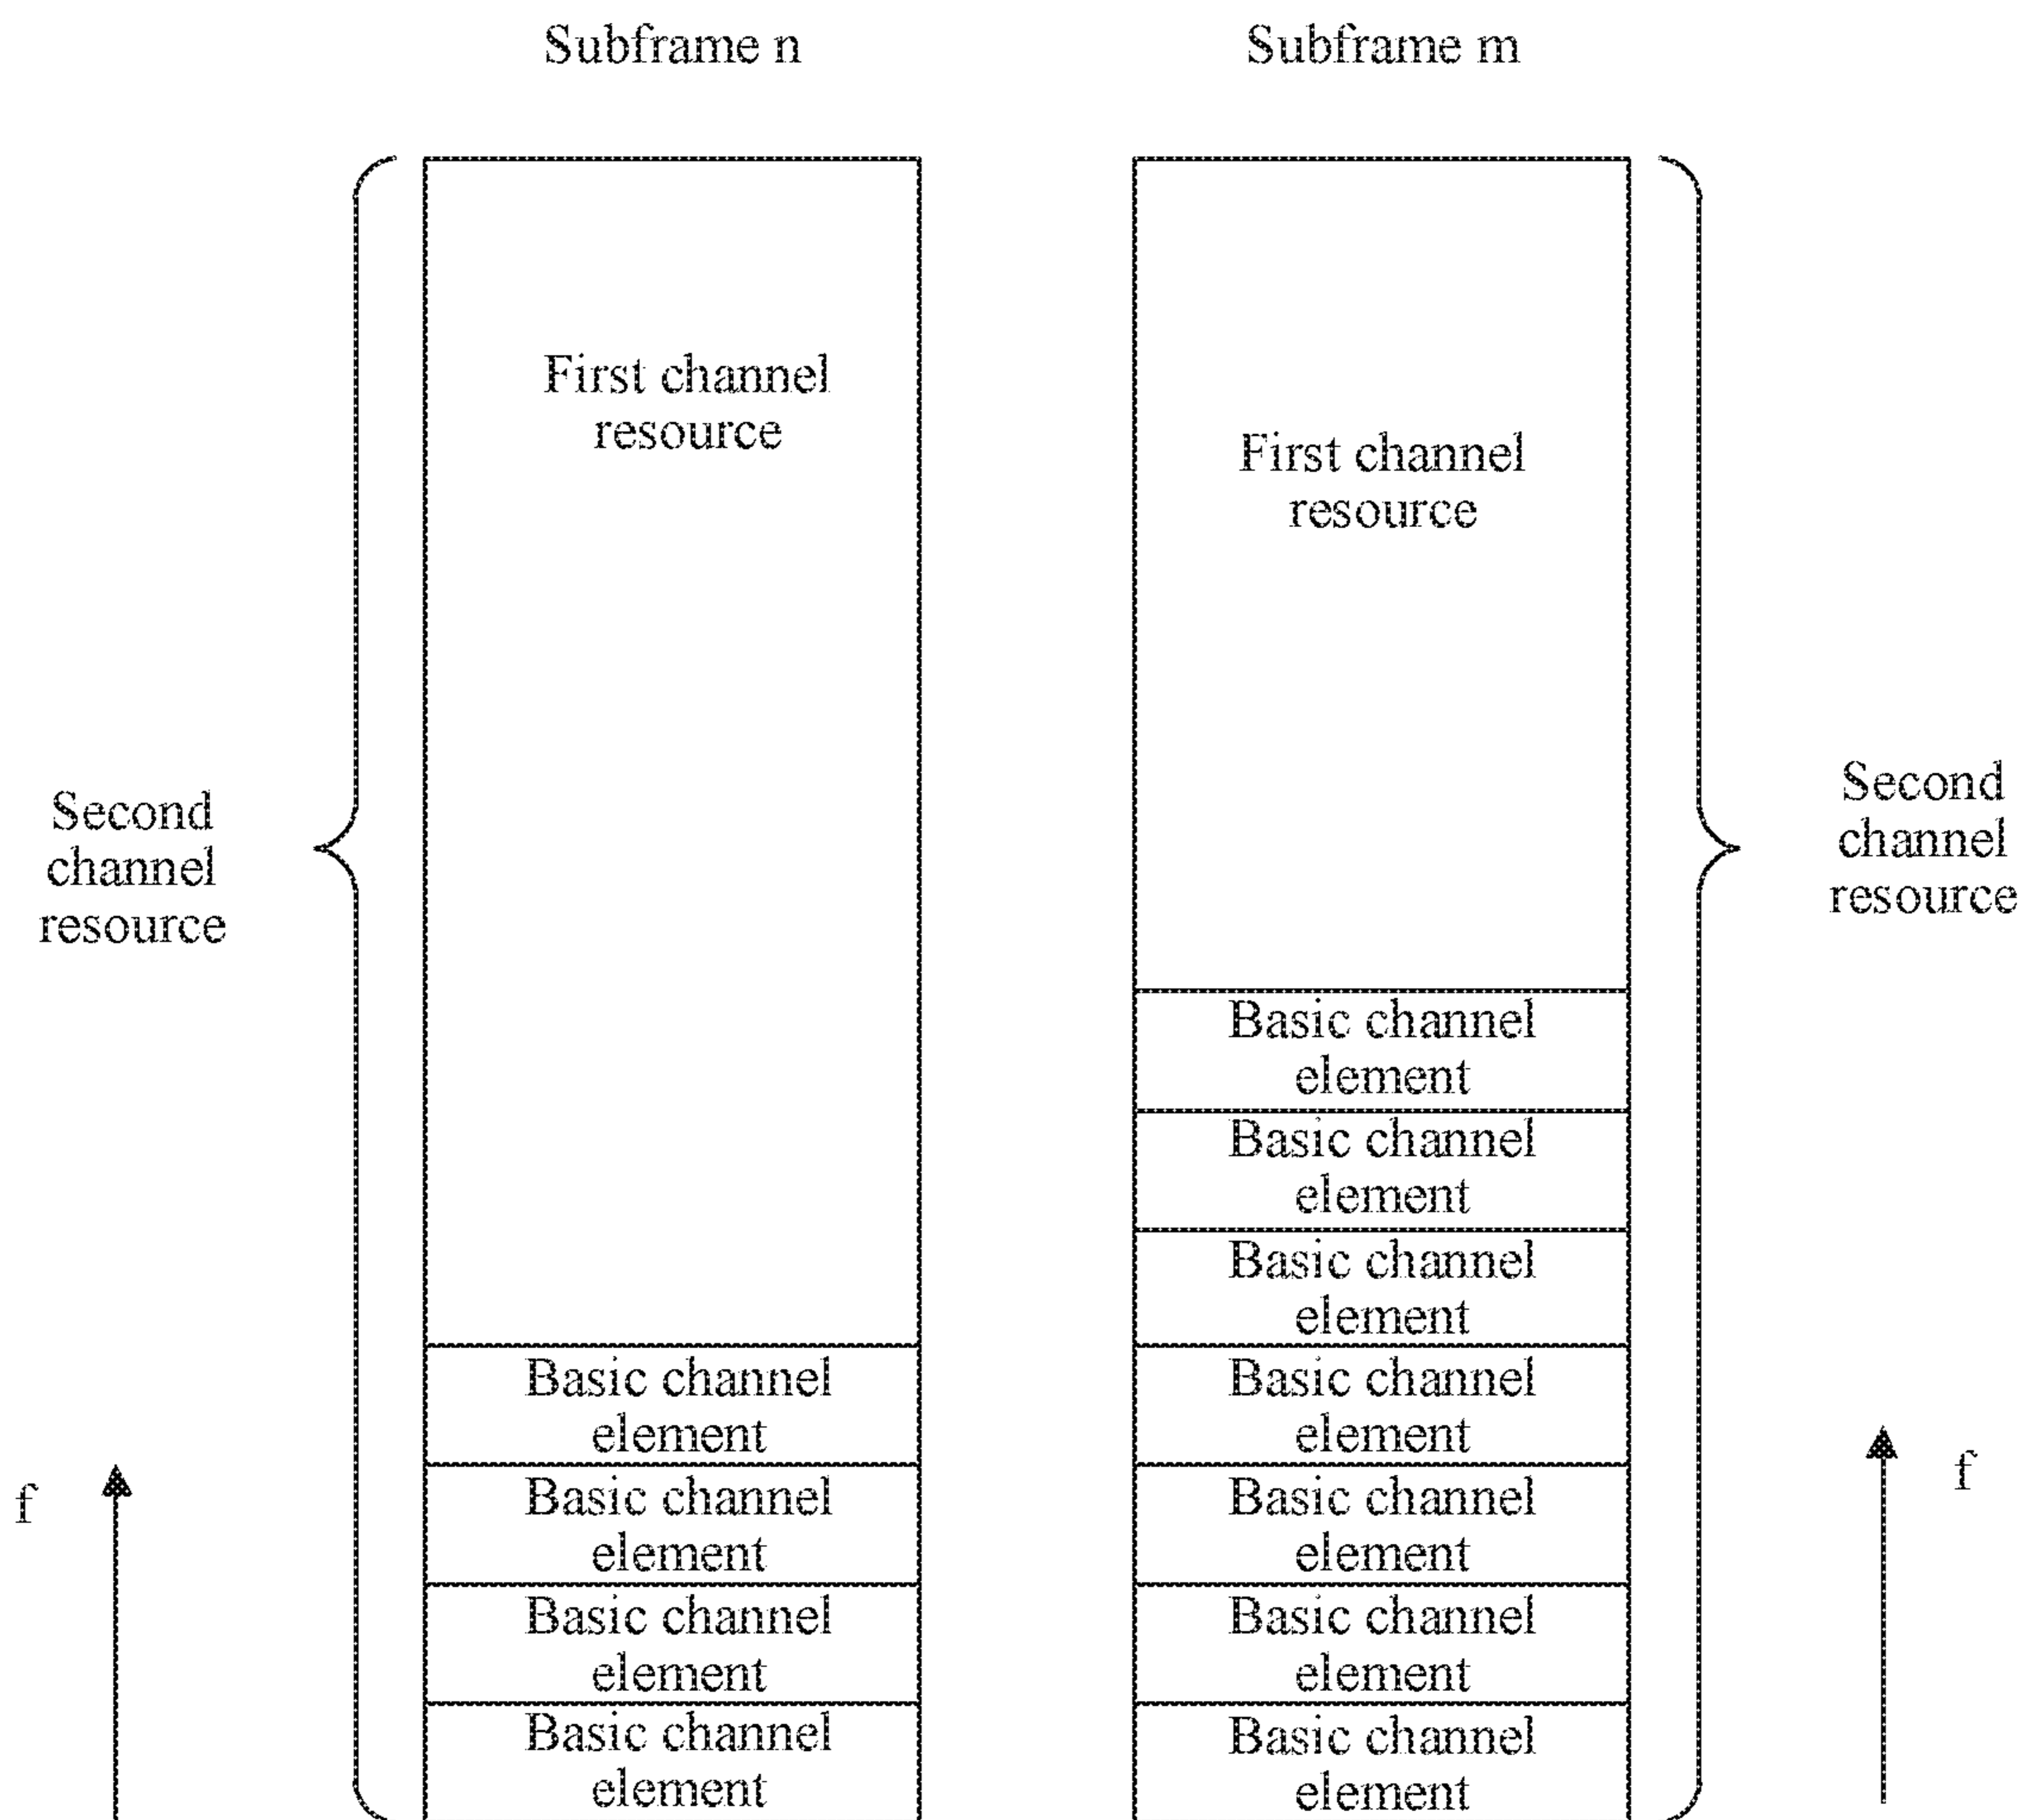 Subframe n
Subframe m
First channel
resource
First channel
resource
Second
channel
resource
Second
channel
resource
Basic channel
element
Basic channel
element
Basic channel
element
Basic channel
element
Basic channel
element
Basic channel
element
Basic channel
element
Basic channel
element
Basic channel
element
Basic channel
element
Basic channel
element
f
f